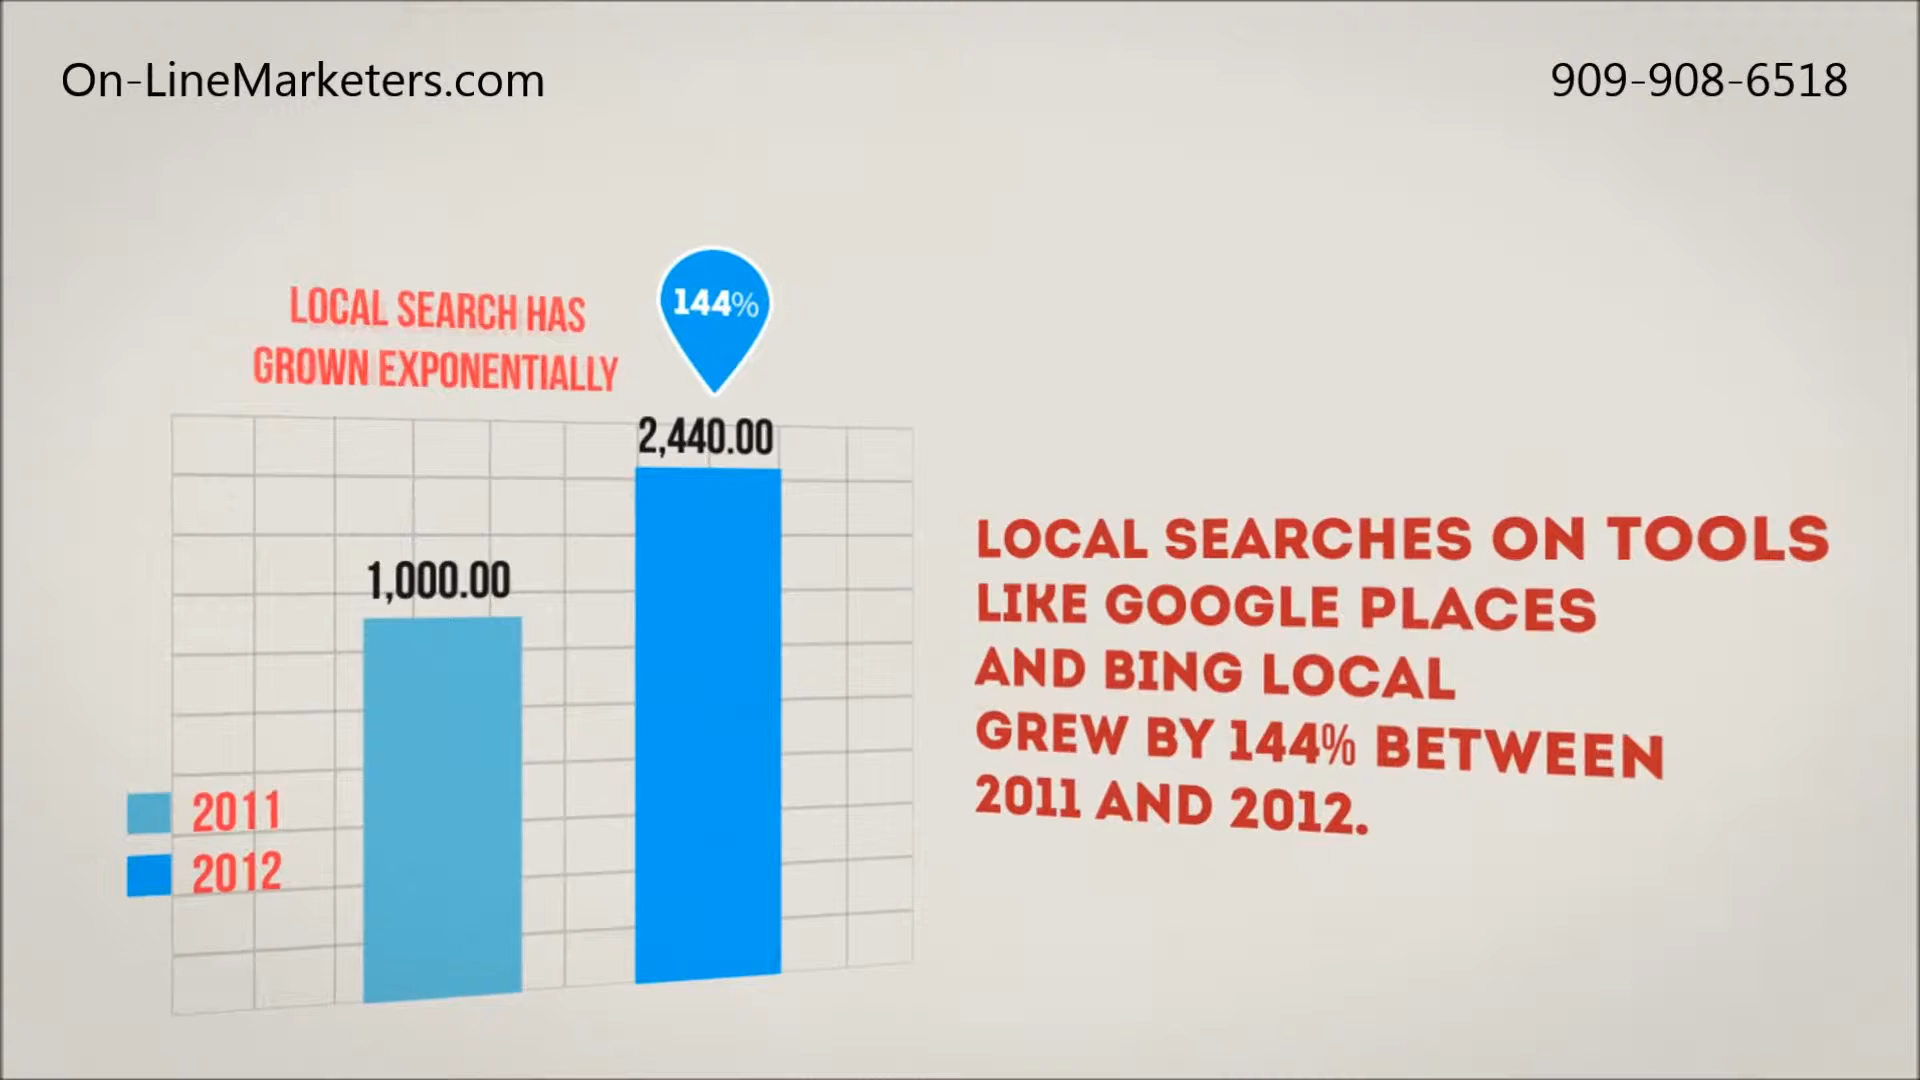 On-LineMarketers.com
909-908-6518
LOCAL SEARCH HAS
GROWN EXPONENTIALLY
144%
2,440.00
1,000.00
2011
2012
LOCAL SEARCHES ON TOOLS
LIKE GOOGLE PLACES
AND BING LOCAL
GREW BY 144% BETWEEN
2011 AND 2012.